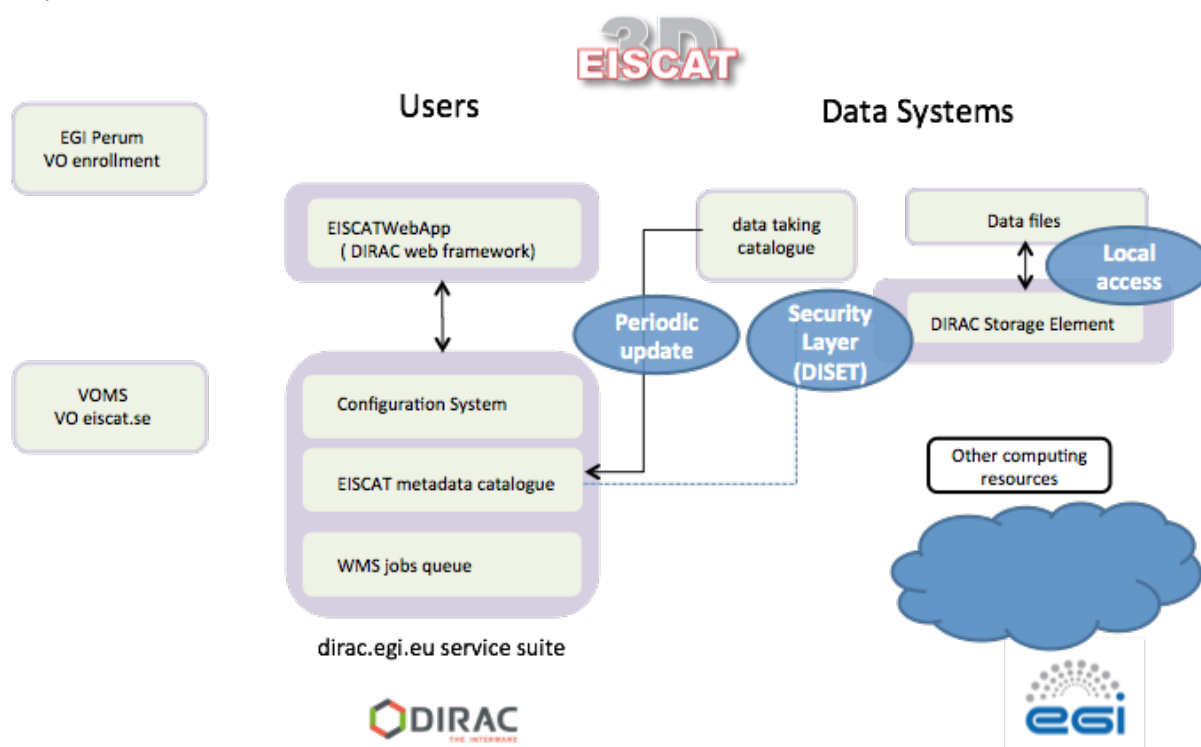 3D
EISCAT
Users
Data Systems
EGI Perum
VO enrollment
EISCATWebApp
( DIRAC web framework)
data taking
catalogue
Data files
Local
access
Periodic
update
Security
Layer
(DISET)
DIRAC Storage Element
VOMS
VO eiscat.se
Configuration System
EISCAT metadata catalogue
WMS jobs queue
Other computing
resources
dirac.egi.eu service suite
DIRAC
THE INTERWARE
egi